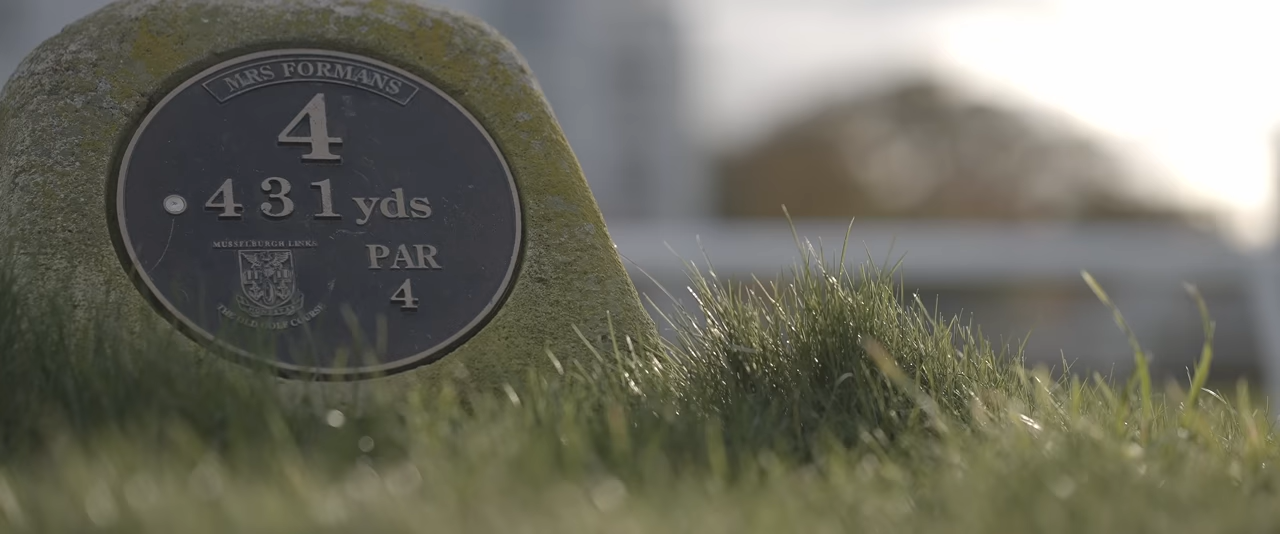 MRS FORMANS
4
431 yds
PAR
4
MUSSELBURGH LINKS
THE OLD GOLF COURSE